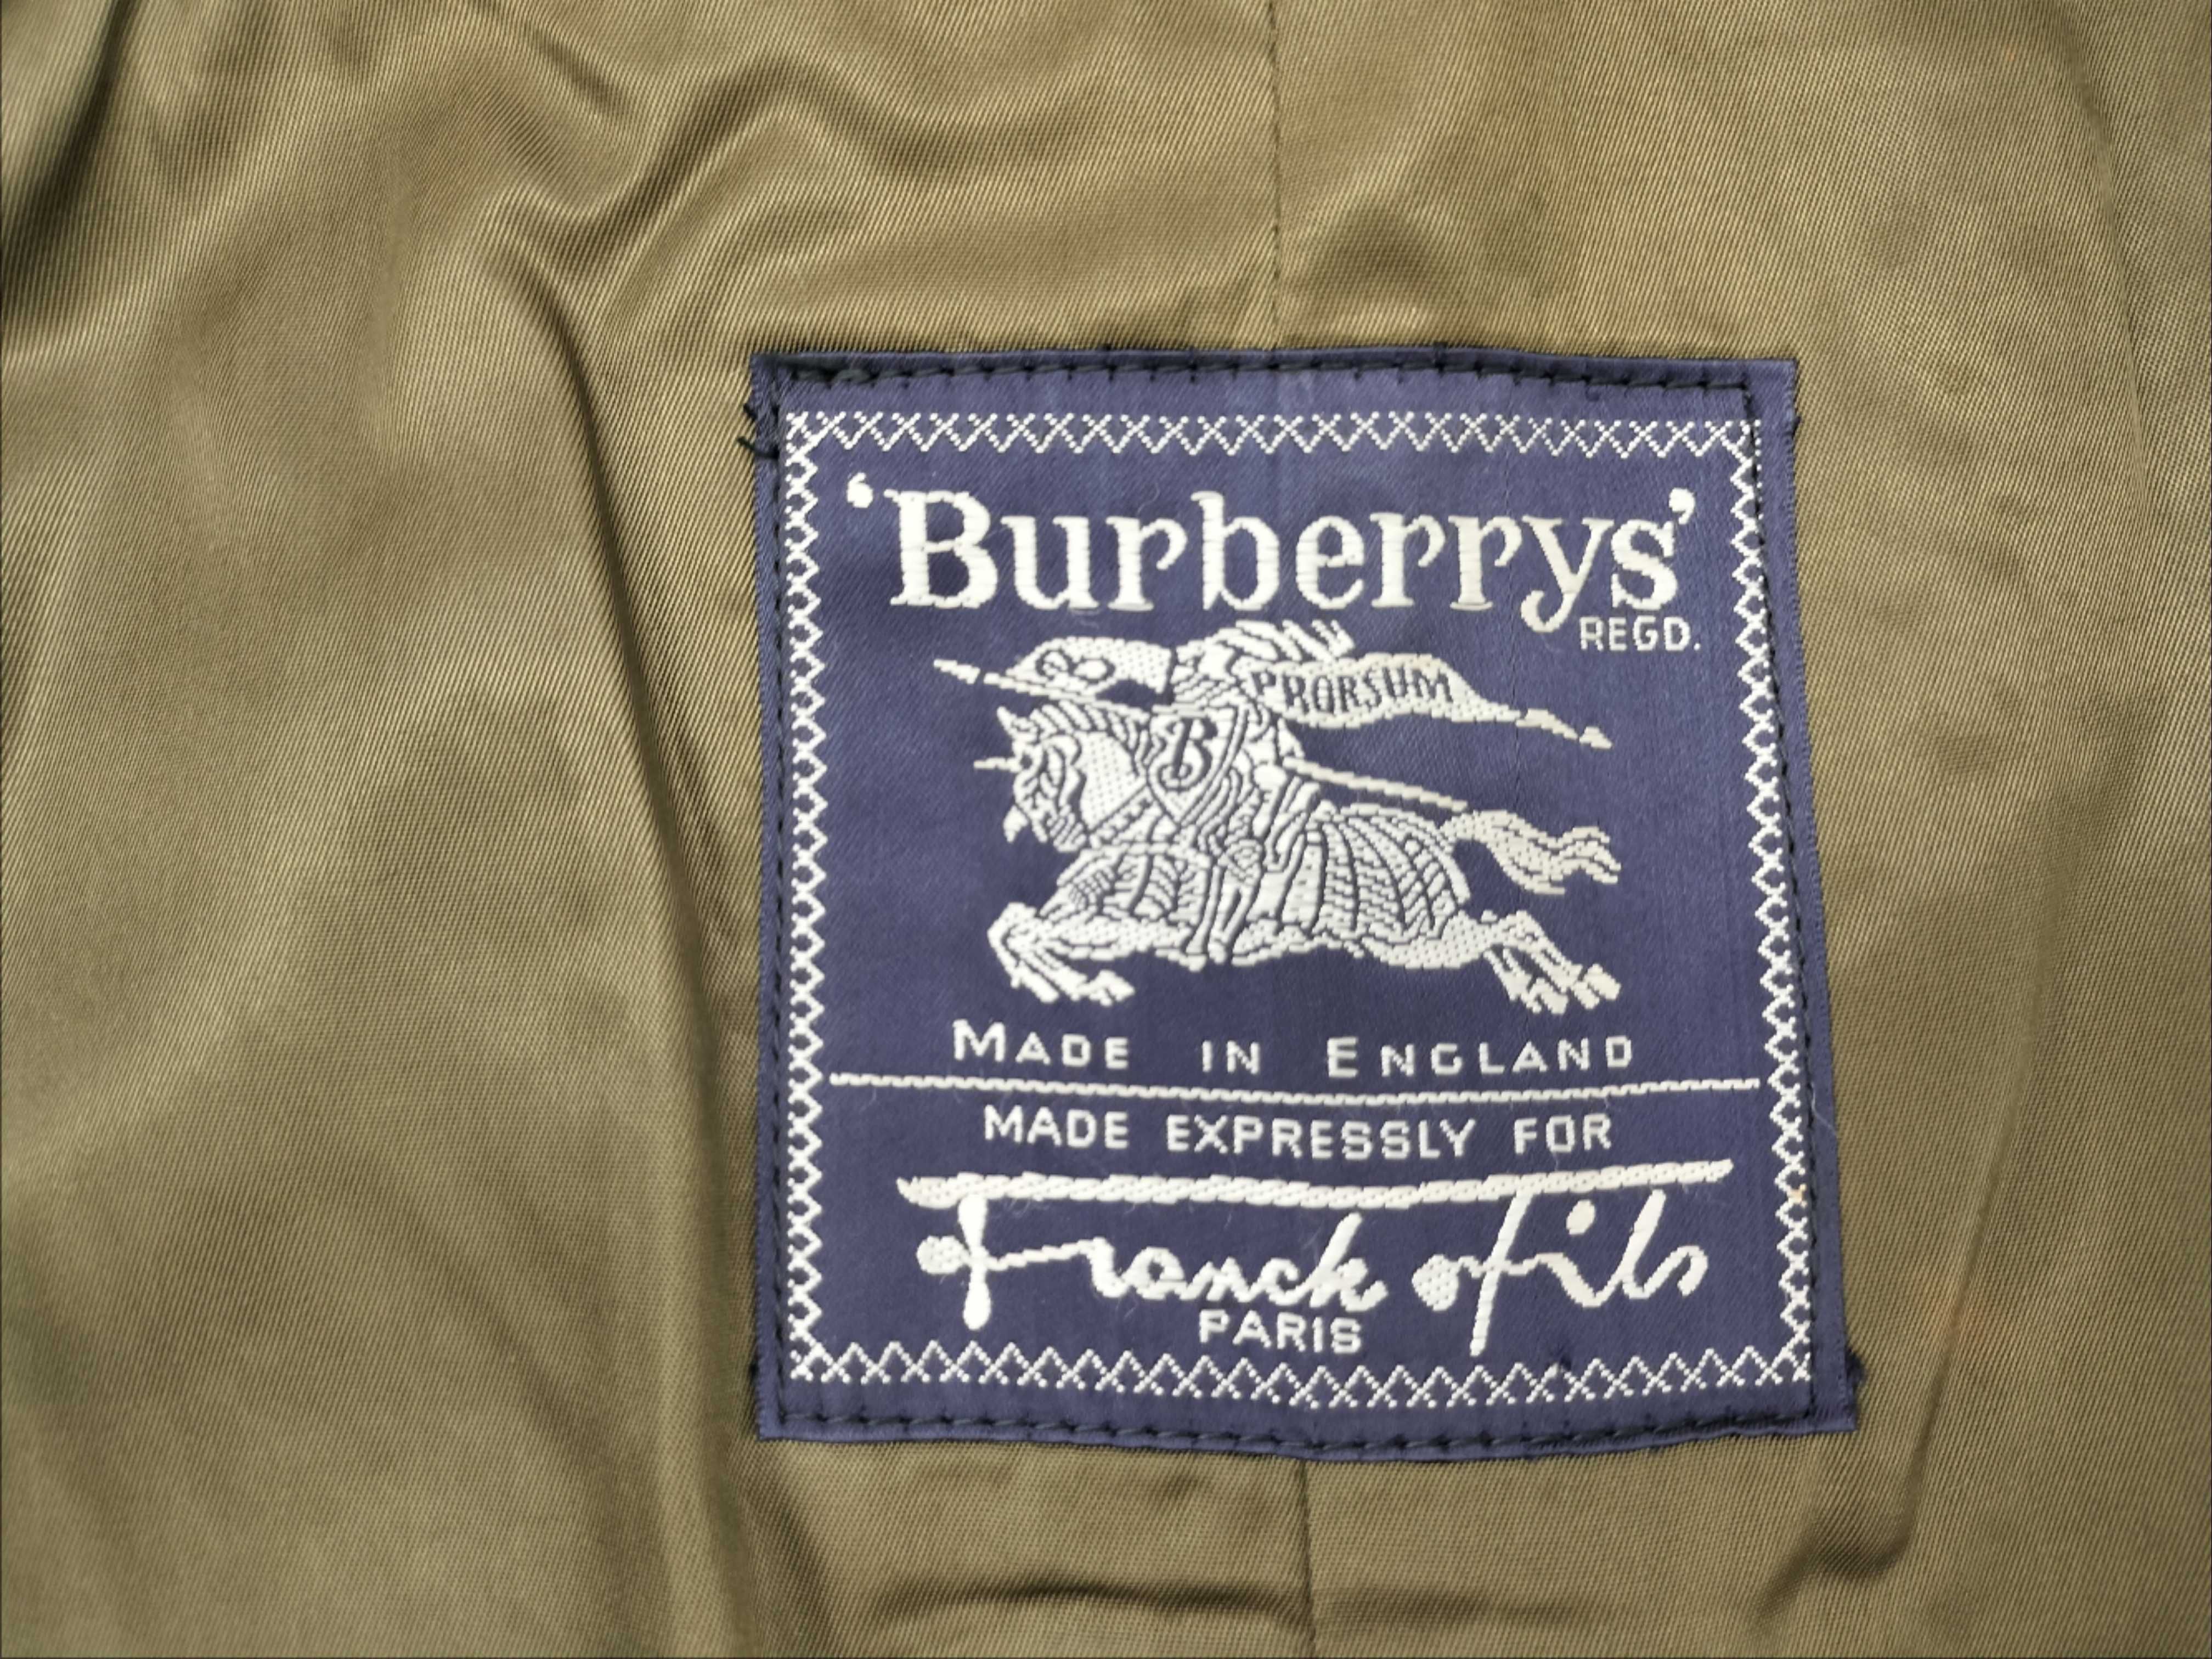 ‘Burberrys’
REGD.
PRORSUM
B
MADE IN ENGLAND
MADE EXPRESSLY FOR
Franck & Fils
PARIS